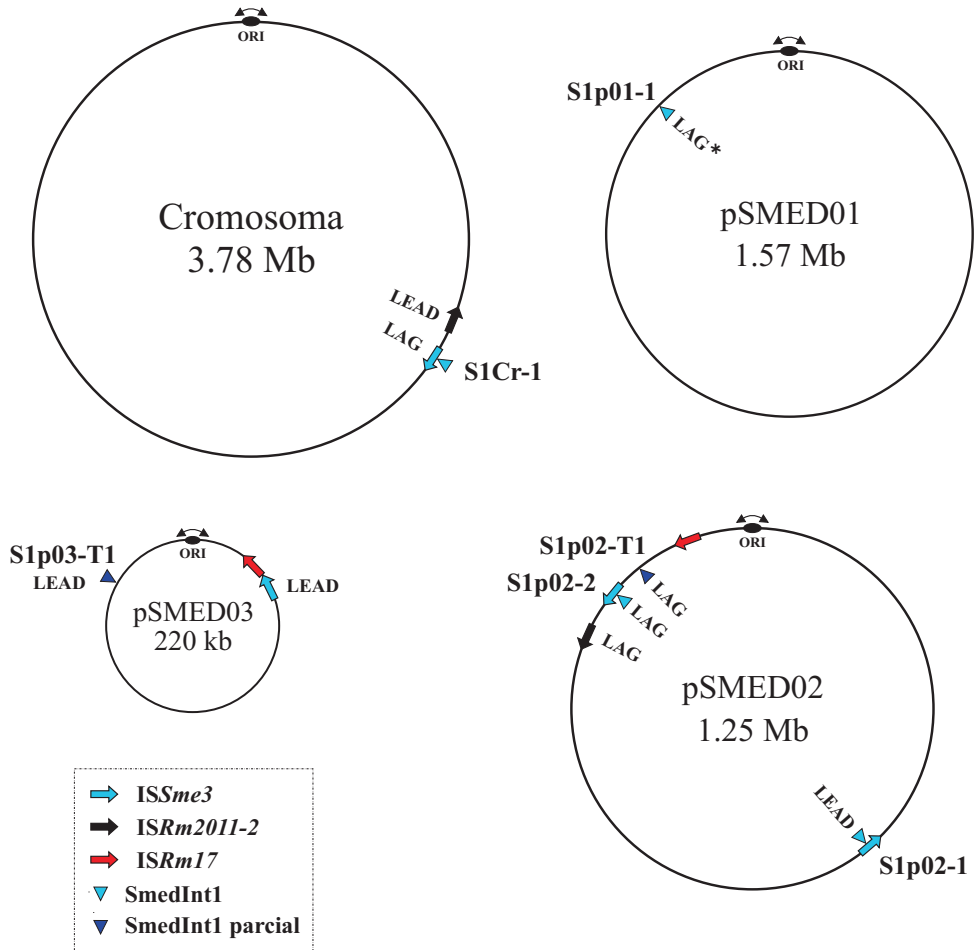 ORI
Cromosoma
3.78 Mb
LEAD
LAG
S1Cr-1
ORI
S1p01-1
LAG*
pSMED01
1.57 Mb
ORI
S1p03-T1
LEAD
LEAD
pSMED03
220 kb
ORI
S1p02-T1
S1p02-2
LAG
LAG
LAG
pSMED02
1.25 Mb
LEAD
S1p02-1
ISSme3
ISRm2011-2
ISRm17
SmedInt1
SmedInt1 parcial